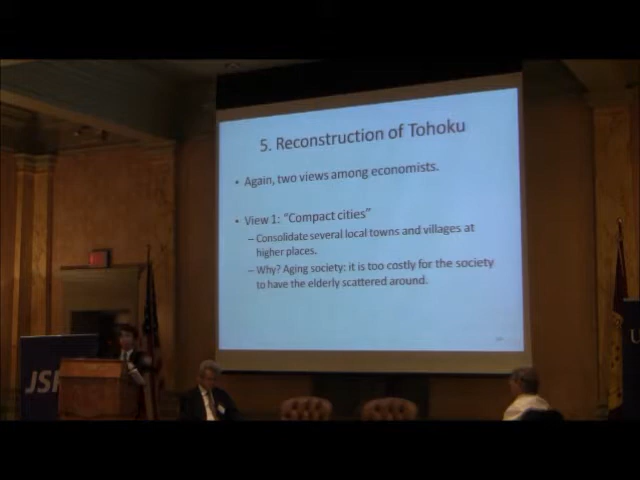 5. Reconstruction of Tohoku
• Again, two views among economists.
• View 1: "Compact cities"
– Consolidate several local towns and villages at
higher places.
– Why? Aging society: it is too costly for the society
to have the elderly scattered around.